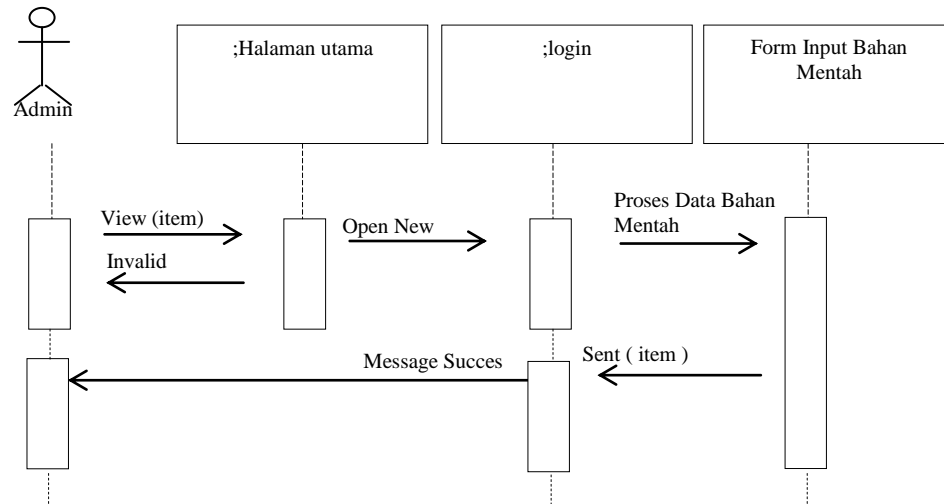 ;Halaman utama
;login
Form Input Bahan
Mentah
Admin
View (item)
Open New
Proses Data Bahan
Mentah
Invalid
Message Succes
Sent ( item )